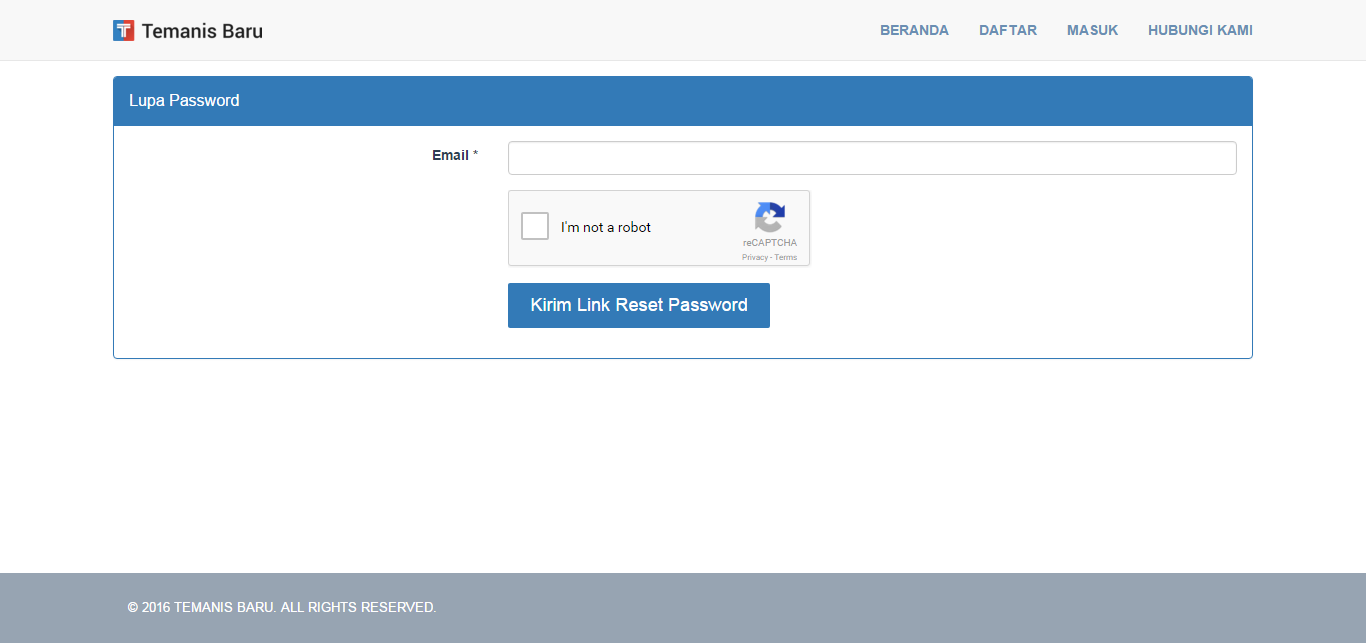 Temanis Baru
BERANDA DAFTAR MASUK HUBUNGI KAMI
Lupa Password
Email *
I'm not a robot
reCAPTCHA
Privacy - Terms
Kirim Link Reset Password
© 2016 TEMANIS BARU. ALL RIGHTS RESERVED.